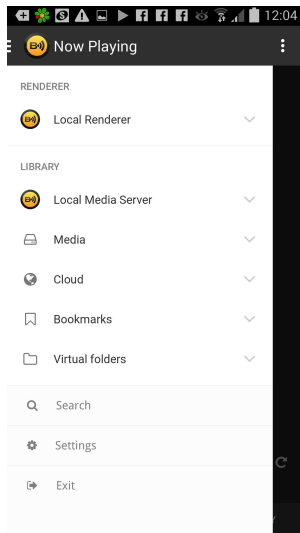 12:04
Now Playing
RENDERER
Local Renderer
LIBRARY
Local Media Server
Media
Cloud
Bookmarks
Virtual folders
Search
Settings
Exit